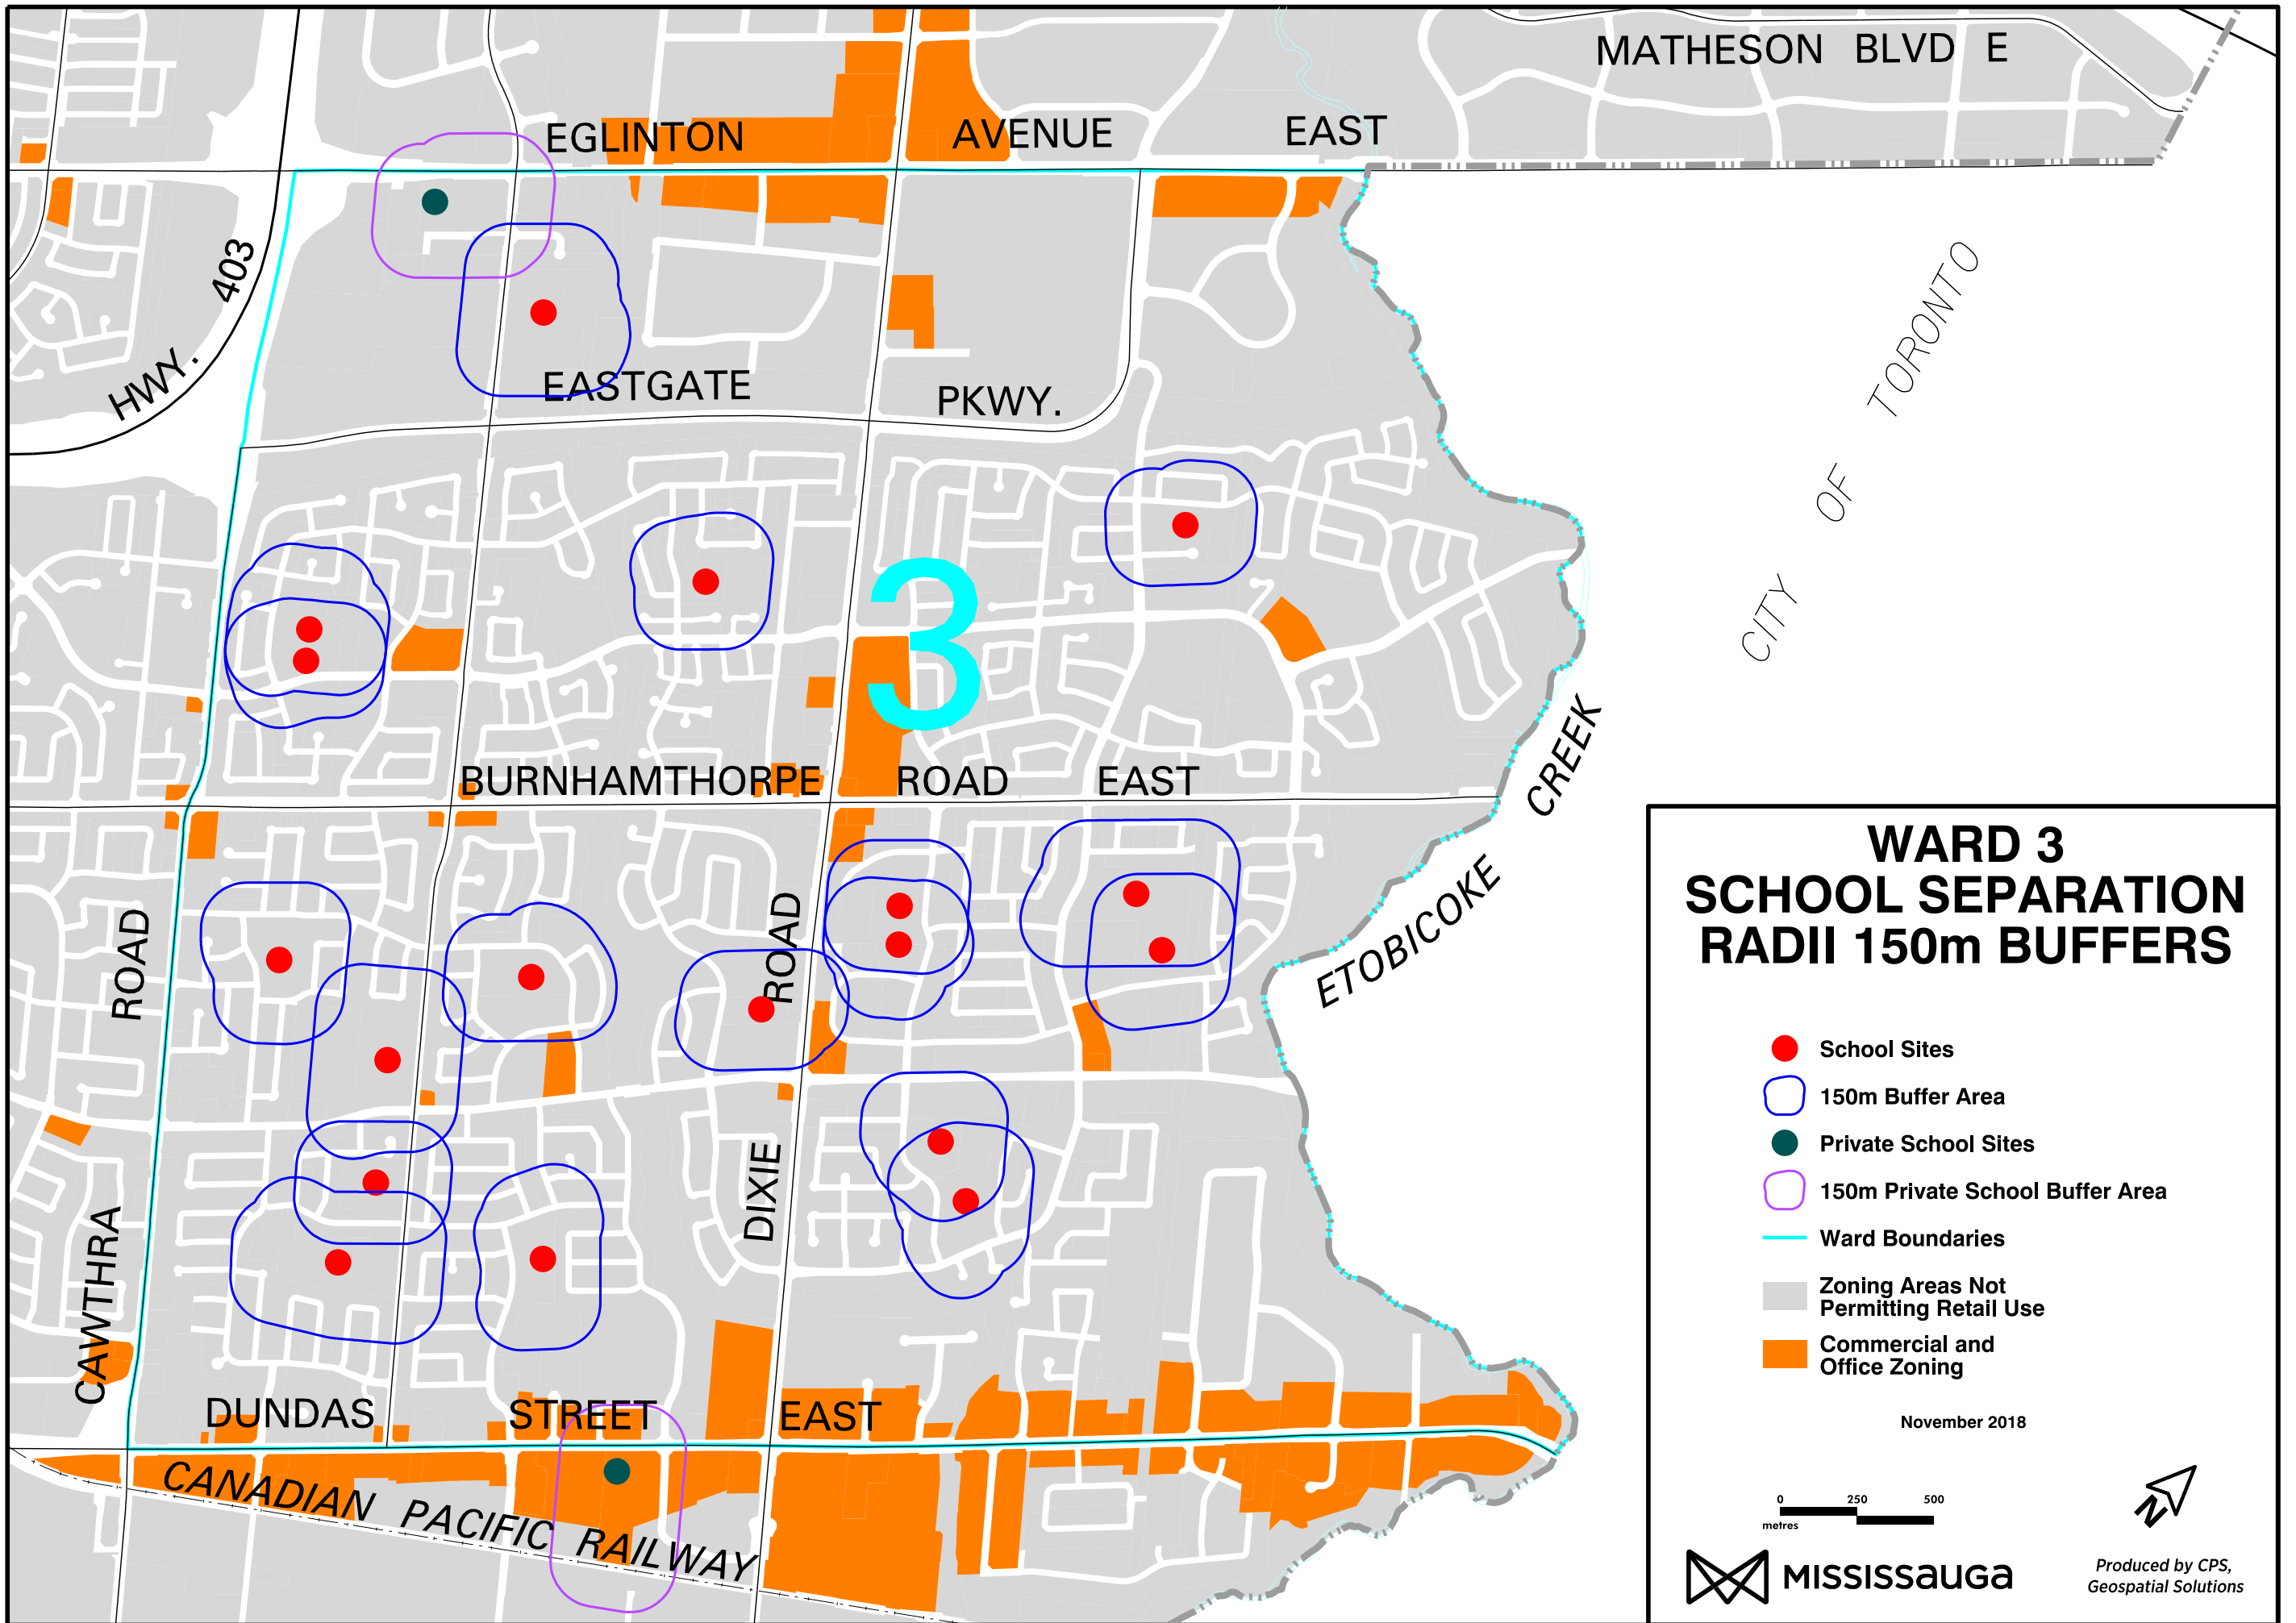 MATHESON BLVD E
EGLINTON AVENUE EAST
HWY. 403
CITY OF TORONTO
EASTGATE PKWY.
3
BURNHAMTHORPE ROAD EAST
ETOBICOKE CREEK
CAWTHRA ROAD
DIXIE ROAD
DUNDAS STREET EAST
CANADIAN PACIFIC RAILWAY
WARD 3
SCHOOL SEPARATION
RADII 150m BUFFERS
School Sites
150m Buffer Area
Private School Sites
150m Private School Buffer Area
Ward Boundaries
Zoning Areas Not
Permitting Retail Use
Commercial and
Office Zoning
November 2018
0 250 500
metres
N
MISSISSAUGA
Produced by CPS,
Geospatial Solutions